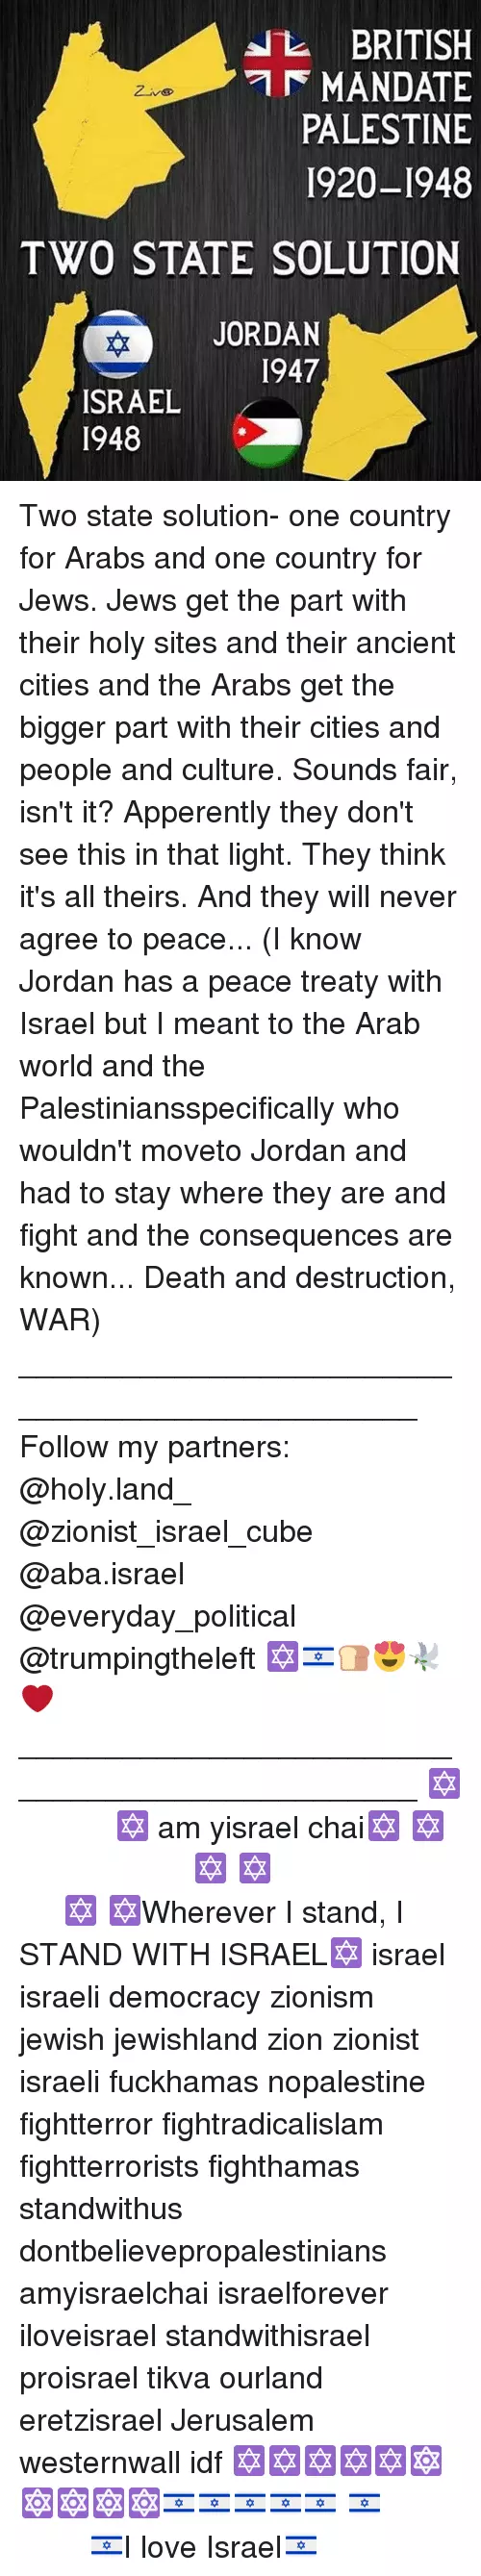 BRITISH
MANDATE
PALESTINE
1920–1948
Ziv
TWO STATE SOLUTION
JORDAN
1947
ISRAEL
1948
Two state solution- one country
for Arabs and one country for
Jews. Jews get the part with
their holy sites and their ancient
cities and the Arabs get the
bigger part with their cities and
people and culture. Sounds fair,
isn't it? Apperently they don't
see this in that light. They think
it's all theirs. And they will never
agree to peace... (I know
Jordan has a peace treaty with
Israel but I meant to the Arab
world and the
Palestiniansspecifically who
wouldn't moveto Jordan and
had to stay where they are and
fight and the consequences are
known... Death and destruction,
WAR)
__________________________
________________________
Follow my partners:
@holy.land_
@zionist_israel_cube
@aba.israel
@everyday_political
@trumpingtheleft ✡️🇮🇱🍞😍🕊️
❤️
__________________________
________________________ ✡️
✡️ am yisrael chai✡️ ✡️
✡️ ✡️
✡️ ✡️Wherever I stand, I
STAND WITH ISRAEL✡️ israel
israeli democracy zionism
jewish jewishland zion zionist
israeli fuckhamas nopalestine
fightterror fightradicalislam
fightterrorists fighthamas
standwithus
dontbelievepropalestinians
amyisraelchai israelforever
iloveisrael standwithisrael
proisrael tikva ourland
eretzisrael Jerusalem
westernwall idf ✡️✡️✡️✡️✡️🔯
🔯🔯🔯🔯🇮🇱🇮🇱🇮🇱🇮🇱🇮🇱 🇮🇱
🇮🇱I love Israel🇮🇱